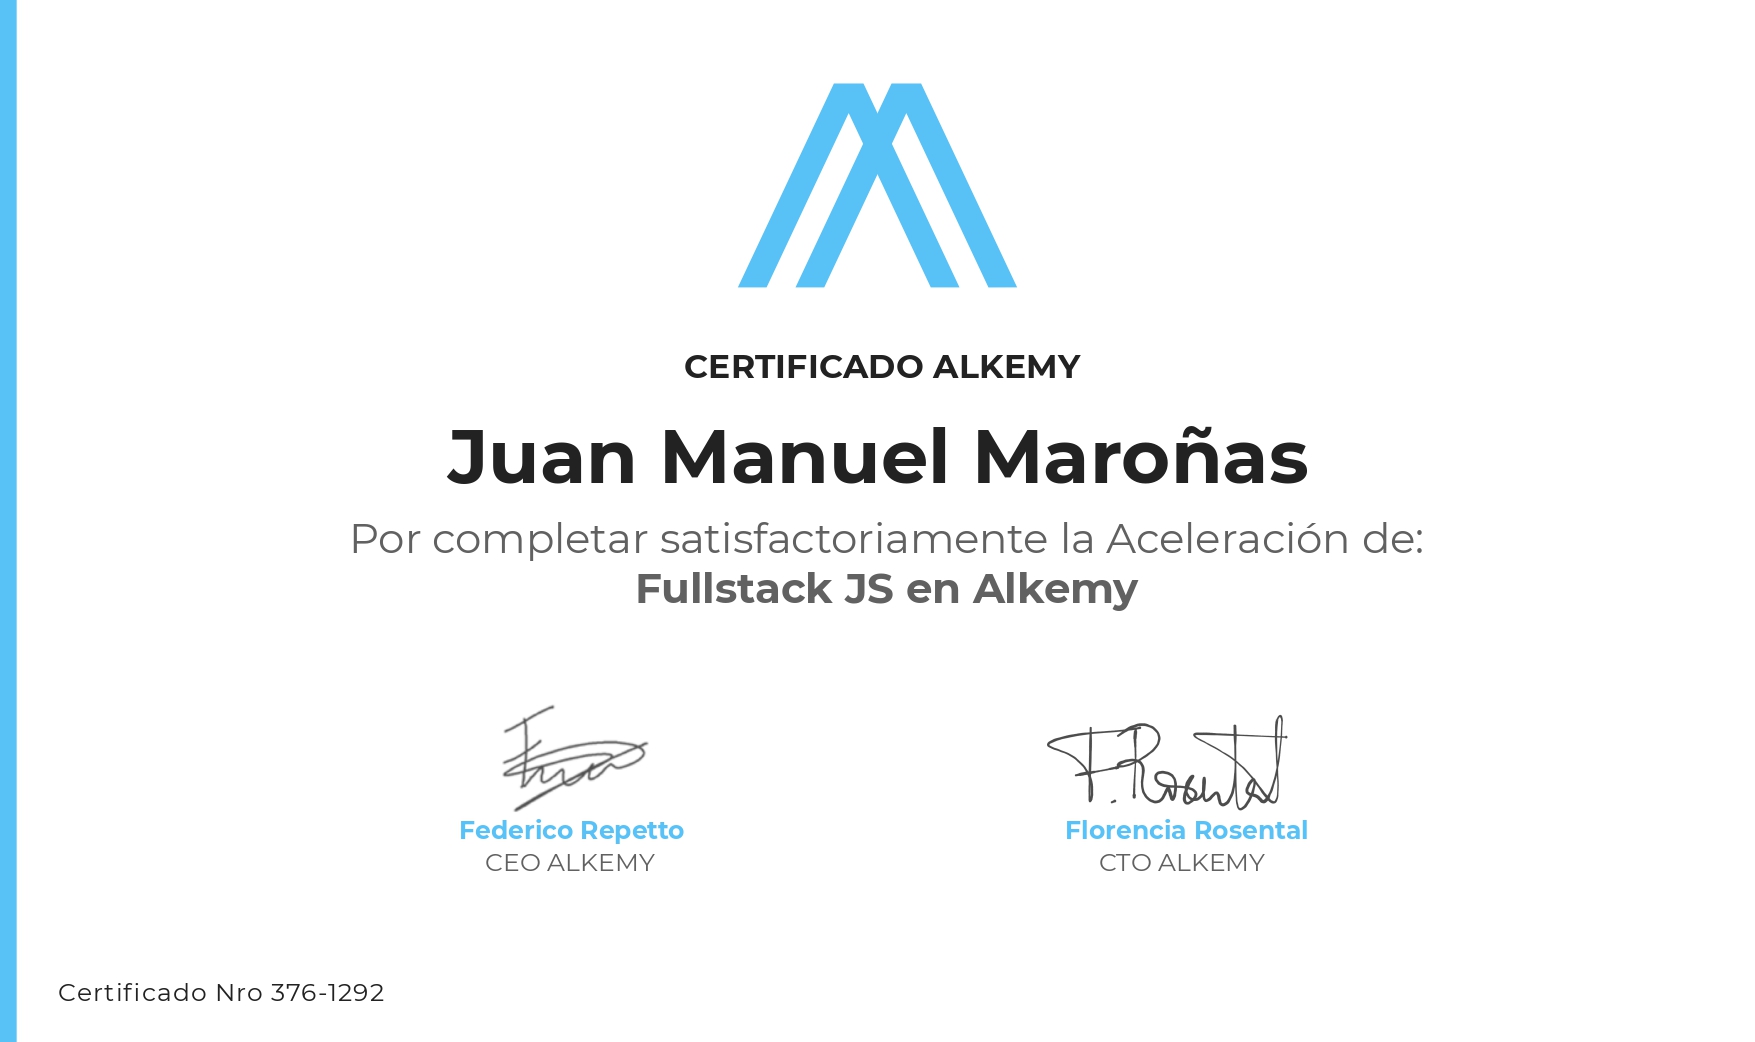 CERTIFICADO ALKEMY
Juan Manuel Maroñas
Por completar satisfactoriamente la Aceleración de:
Fullstack JS en Alkemy
F. Rosental
Federico Repetto
Florencia Rosental
CEO ALKEMY
CTO ALKEMY
Certificado Nro 376-1292